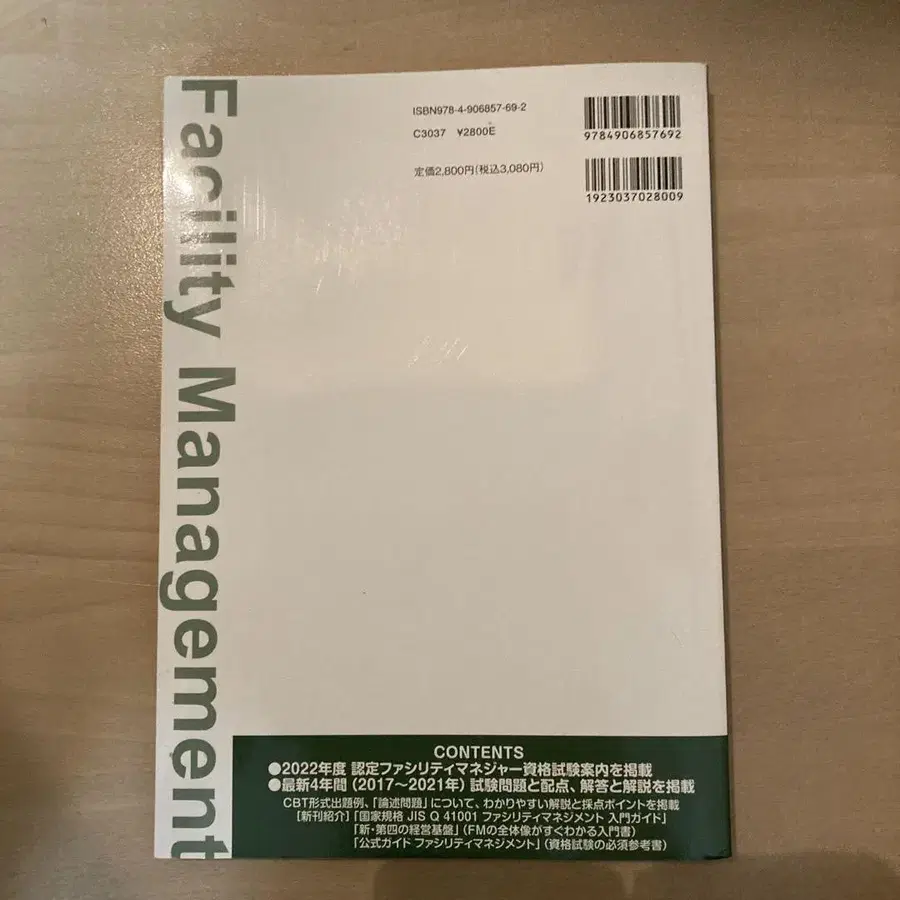 Facility Management
ISBN978-4-906857-69-2
C3037 ¥2800E
定価2,800円(税込3,080円)
9784906857692
1923037028009
CONTENTS
●2022年度 認定ファシリティマネジャー資格試験案内を掲載
●最新4年間（2017〜2021年）試験問題と配点、解答と解説を掲載
CBT形式出題例、「論述問題」について、わかりやすい解説と採点ポイントを掲載
[新刊紹介]「国家規格 JIS Q 41001 ファシリティマネジメント 入門ガイド」
「新・第四の経営基盤」（FMの全体像がすぐわかる入門書）
「公式ガイド ファシリティマネジメント」（資格試験の必須参考書）